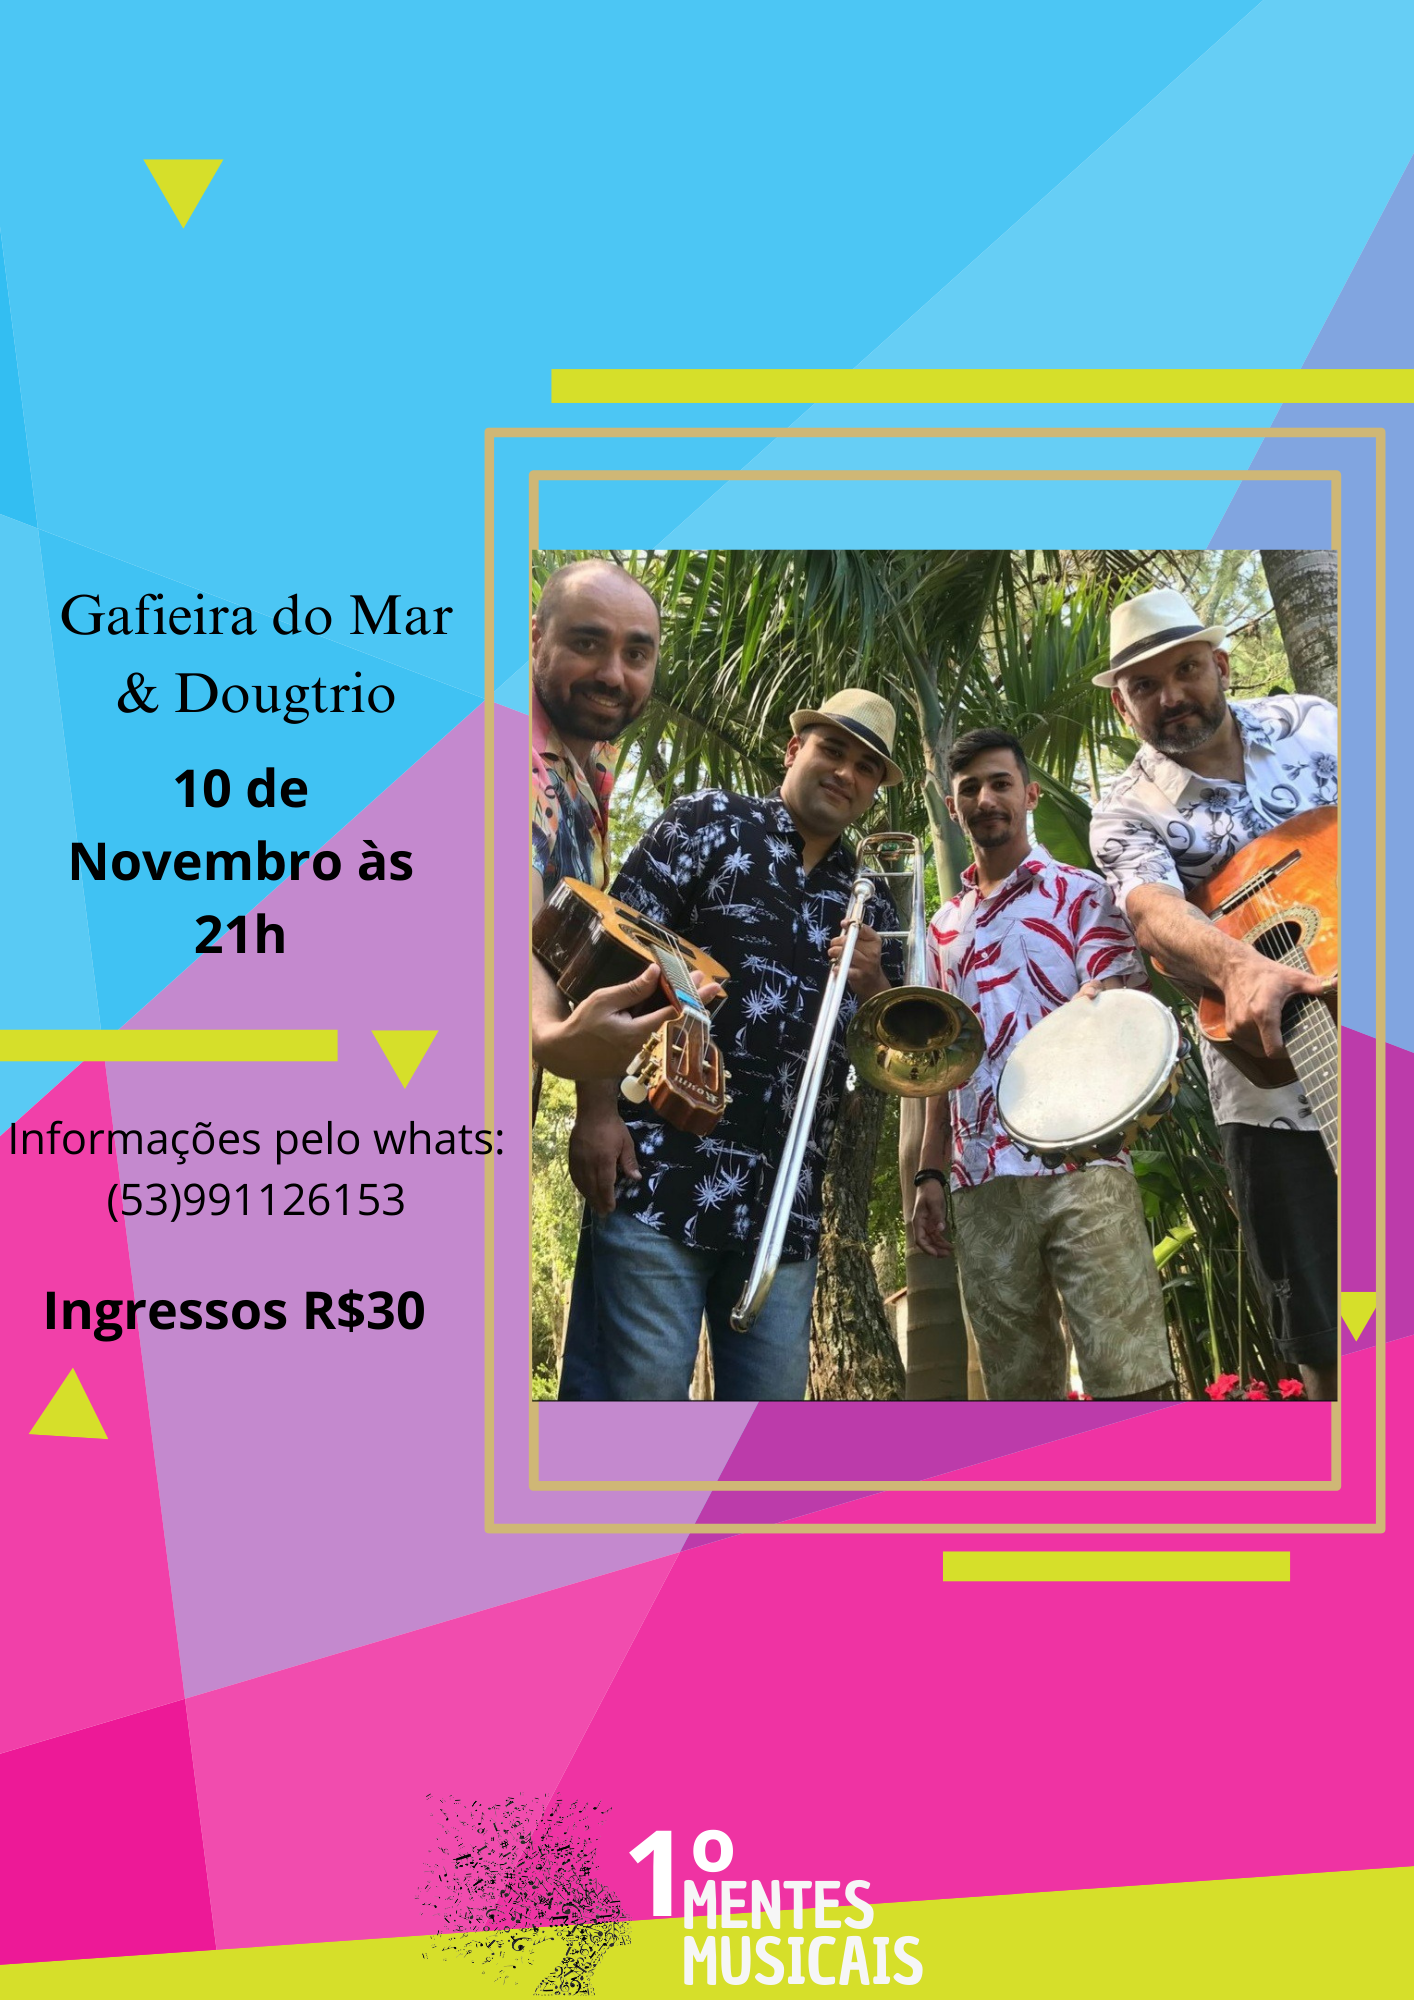 Gafieira do Mar
& Dougtrio
10 de
Novembro às
21h
Informações pelo whats:
(53)991126153
Ingressos R$30
1º
MENTES
MUSICAIS